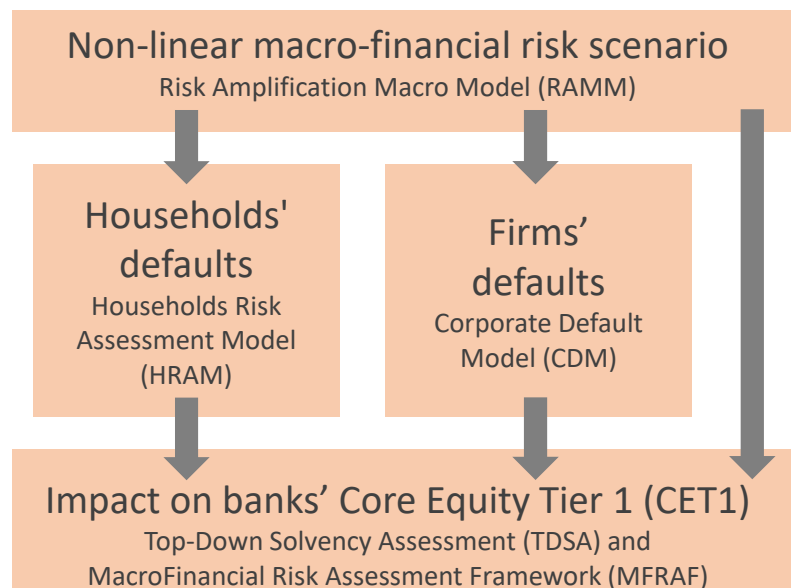 Non-linear macro-financial risk scenario
Risk Amplification Macro Model (RAMM)
Households'
defaults
Households Risk
Assessment Model
(HRAM)
Firms’
defaults
Corporate Default
Model (CDM)
Impact on banks’ Core Equity Tier 1 (CET1)
Top-Down Solvency Assessment (TDSA) and
MacroFinancial Risk Assessment Framework (MFRAF)